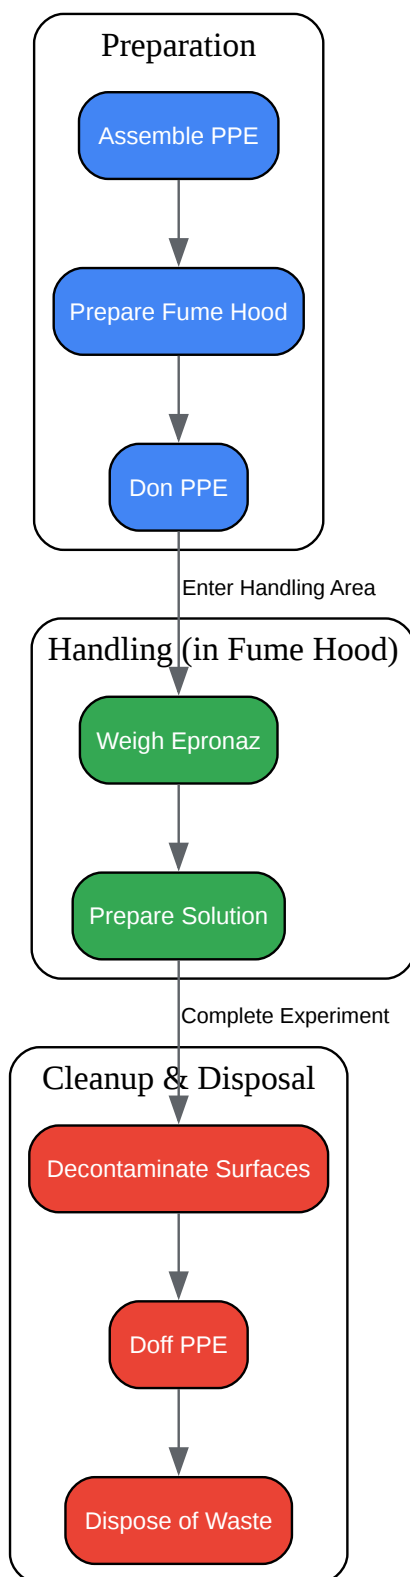 Preparation
Assemble PPE
Prepare Fume Hood
Don PPE
Enter Handling Area
Handling (in Fume Hood)
Weigh Epronaz
Prepare Solution
Complete Experiment
Cleanup & Disposal
Decontaminate Surfaces
Doff PPE
Dispose of Waste